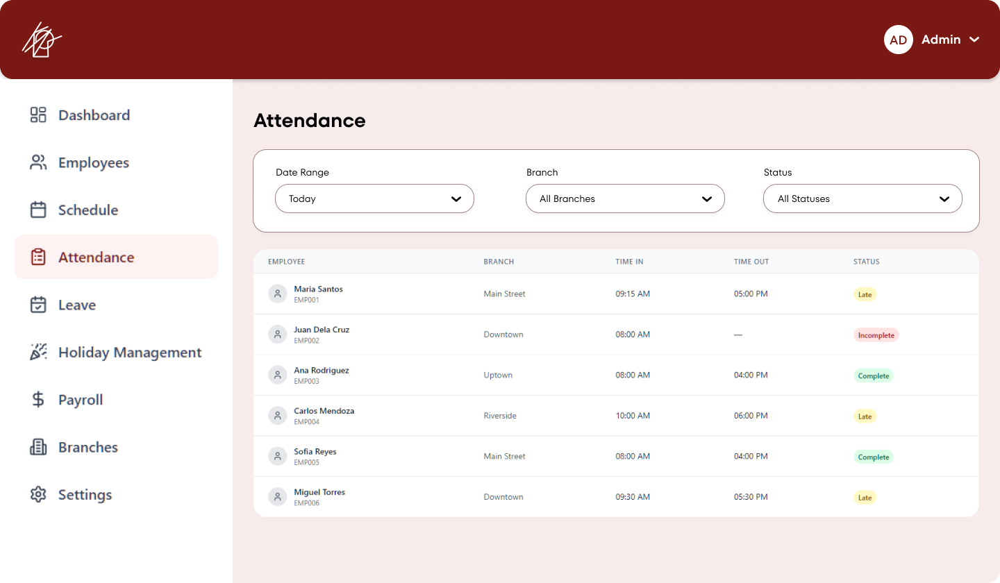 AD Admin
Dashboard
Employees
Schedule
Attendance
Leave
Holiday Management
Payroll
Branches
Settings
Attendance
Date Range Branch Status
Today All Branches All Statuses
EMPLOYEE BRANCH TIME IN TIME OUT STATUS
Maria Santos
EMP001
Main Street 09:15 AM 05:00 PM Late
Juan Dela Cruz
EMP002
Downtown 08:00 AM — Incomplete
Ana Rodriguez
EMP003
Uptown 08:00 AM 04:00 PM Complete
Carlos Mendoza
EMP004
Riverside 10:00 AM 06:00 PM Late
Sofia Reyes
EMP005
Main Street 08:00 AM 04:00 PM Complete
Miguel Torres
EMP006
Downtown 09:30 AM 05:30 PM Late